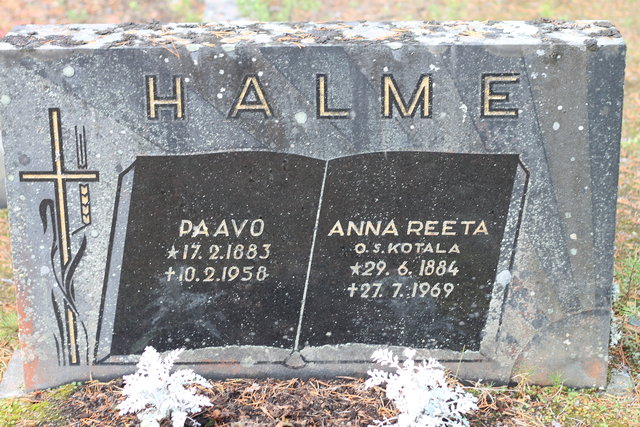 HALME
PAAVO
★17.2.1883
✝10.2.1958
ANNA REETA
O.S. KOTALA
★29.6.1884
✝27.7.1969